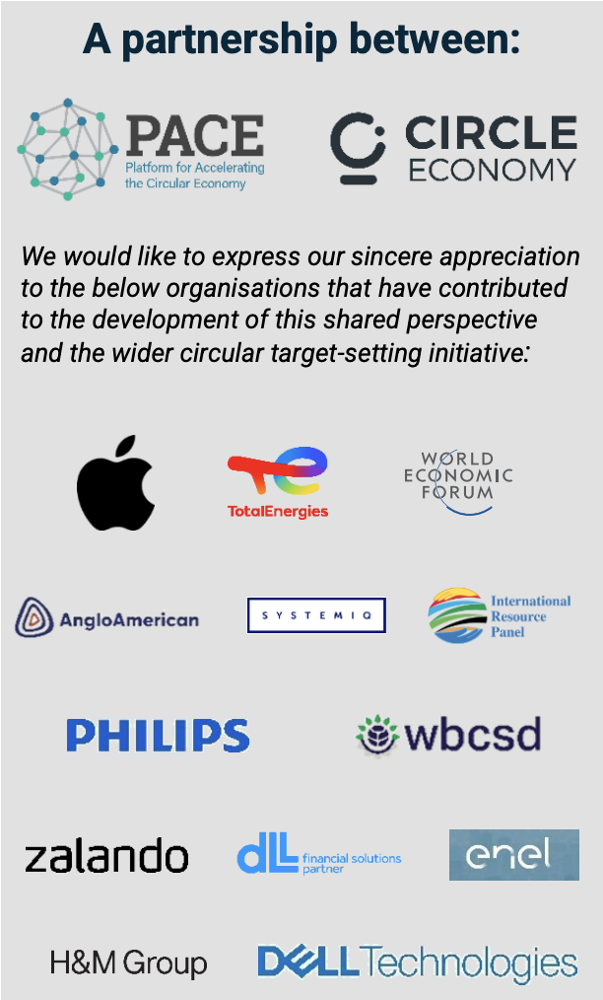 A partnership between:
PACE
Platform for Accelerating
the Circular Economy
CIRCLE
ECONOMY
We would like to express our sincere appreciation
to the below organisations that have contributed
to the development of this shared perspective
and the wider circular target-setting initiative:
TotalEnergies
WORLD
ECONOMIC
FORUM
AngloAmerican
SYSTEMIQ
International
Resource
Panel
PHILIPS
wbcsd
zalando
dLL financial solutions
partner
enel
H&M Group
DELL Technologies